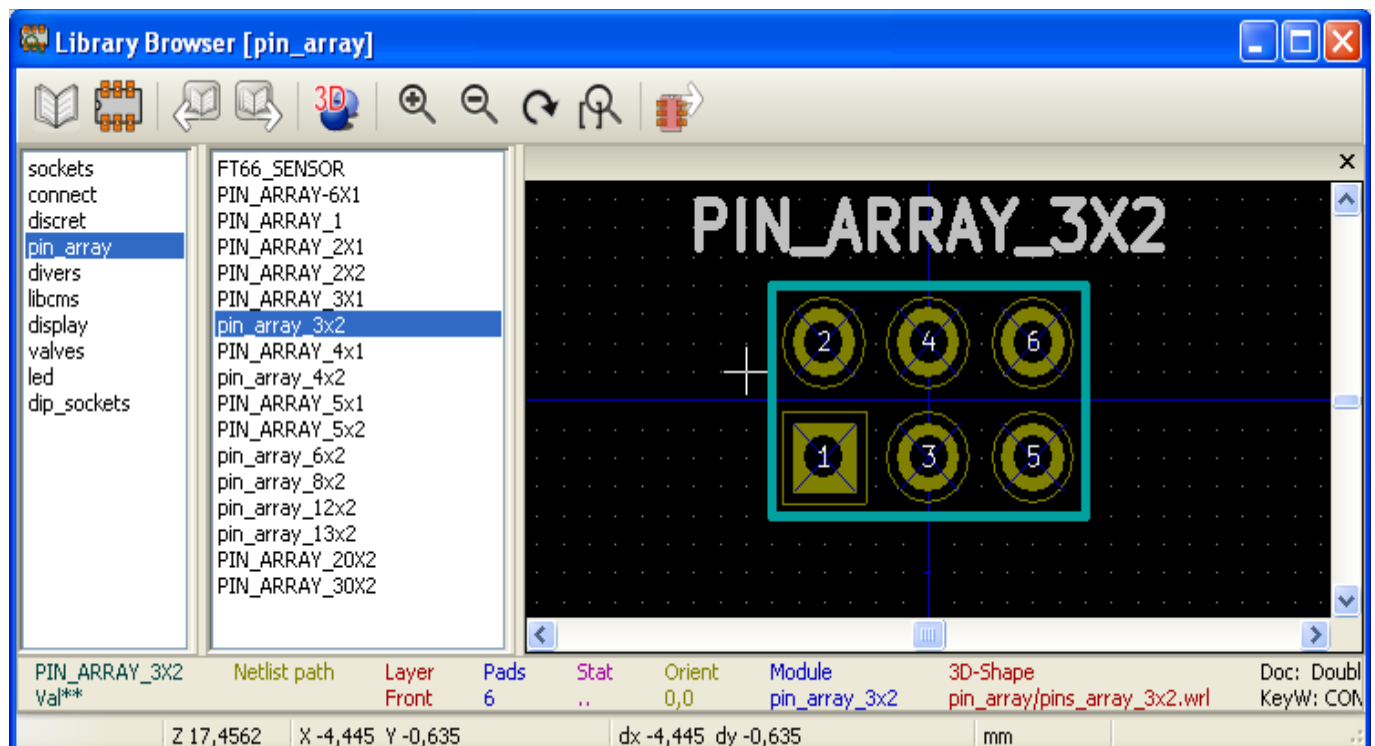 Library Browser [pin_array]
3D
sockets
connect
discret
pin_array
divers
libcms
display
valves
led
dip_sockets
FT66_SENSOR
PIN_ARRAY-6X1
PIN_ARRAY_1
PIN_ARRAY_2X1
PIN_ARRAY_2X2
PIN_ARRAY_3X1
pin_array_3x2
PIN_ARRAY_4x1
pin_array_4x2
PIN_ARRAY_5x1
PIN_ARRAY_5x2
pin_array_6x2
pin_array_8x2
pin_array_12x2
pin_array_13x2
PIN_ARRAY_20X2
PIN_ARRAY_30X2
PIN_ARRAY_3X2
2 4 6
1 3 5
PIN_ARRAY_3X2 Netlist path Layer Pads Stat Orient Module 3D-Shape Doc: Doubl
Val** Front 6 .. 0,0 pin_array_3x2 pin_array/pins_array_3x2.wrl KeyW: CON
Z 17,4562 X -4,445 Y -0,635 dx -4,445 dy -0,635 mm